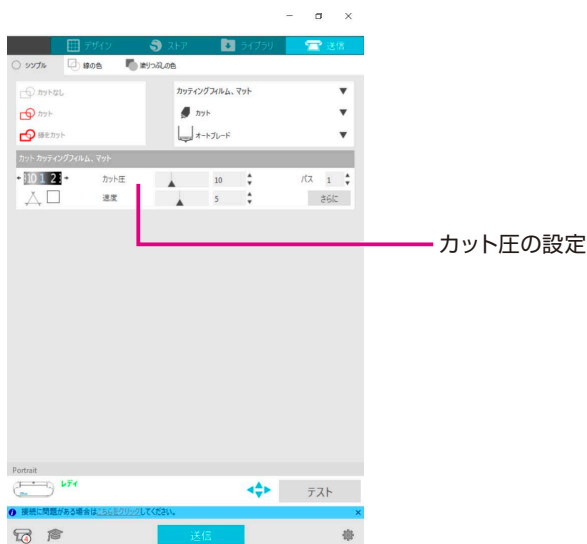 デザイン ストア ライブラリ 送信
シンプル 線の色 塗りつぶしの色
カットなし カッティングフィルム、マット
カット カット
線をカット オートブレード
カット カッティングフィルム、マット
10 1 2 カット圧 10 パス 1
速度 5 さらに
カット圧の設定
Portrait
レディ テスト
接続に問題がある場合はこちらをクリックしてください。
送信